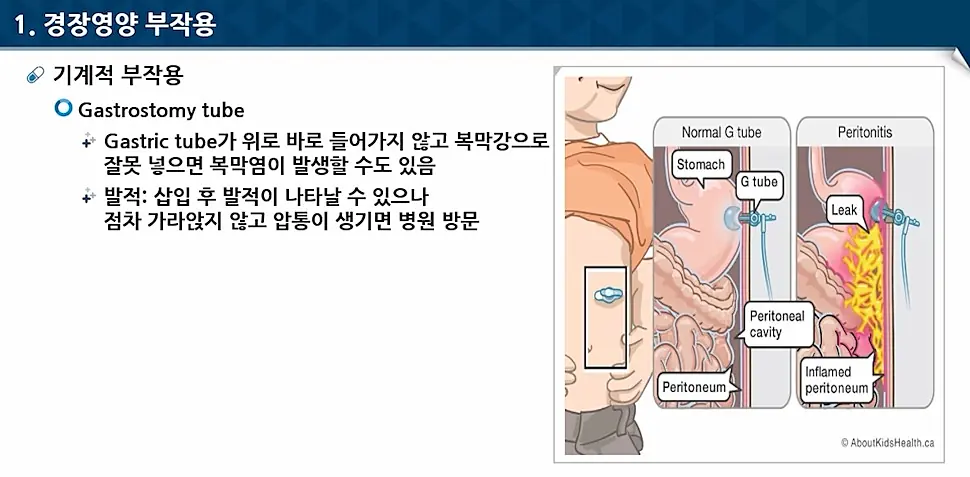 1. 경장영양 부작용
기계적 부작용
Gastrostomy tube
Gastric tube가 위로 바로 들어가지 않고 복막강으로
잘못 넣으면 복막염이 발생할 수도 있음
발적: 삽입 후 발적이 나타날 수 있으나
점차 가라앉지 않고 압통이 생기면 병원 방문
Normal G tube
Stomach
G tube
Peritoneal
cavity
Peritoneum
Peritonitis
Leak
Inflamed
peritoneum
© AboutKidsHealth.ca